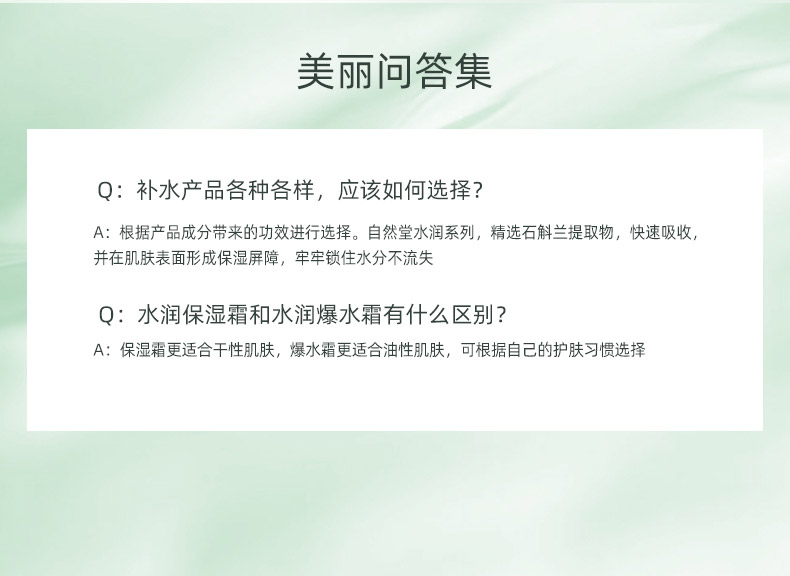 美丽问答集
Q：补水产品各种各样，应该如何选择？
A：根据产品成分带来的功效进行选择。自然堂水润系列，精选石斛兰提取物，快速吸收，
并在肌肤表面形成保湿屏障，牢牢锁住水分不流失
Q：水润保湿霜和水润爆水霜有什么区别？
A：保湿霜更适合干性肌肤，爆水霜更适合油性肌肤，可根据自己的护肤习惯选择